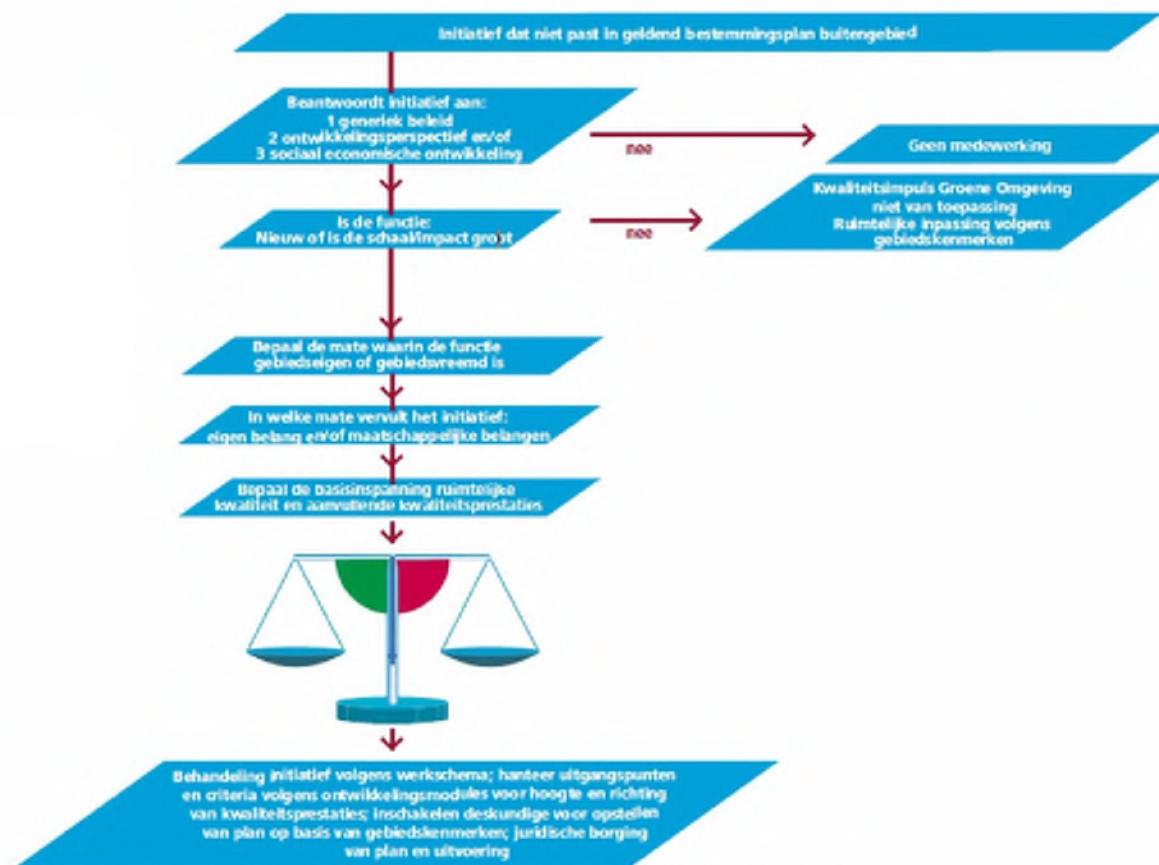 Initiatief dat niet past in geldend bestemmingsplan buitengebied
Beantwoordt initiatief aan:
1 generiek beleid
2 ontwikkelingsperspectief en/of
3 sociaal economische ontwikkeling
nee
Geen medewerking
Is de functie:
Nieuw of is de schaal/impact groot
nee
Kwaliteitsimpuls Groene Omgeving
niet van toepassing
Ruimtelijke inpassing volgens
gebiedskenmerken
Bepaal de mate waarin de functie
gebiedseigen of gebiedsvreemd is
In welke mate vervult het initiatief:
eigen belang en/of maatschappelijke belangen
Bepaal de basisinspanning ruimtelijke
kwaliteit en aanvullende kwaliteitsprestaties
Behandeling initiatief volgens werkschema; hanteer uitgangspunten
en criteria volgens ontwikkelingsmodules voor hoogte en richting
van kwaliteitsprestaties; inschakelen deskundige voor opstellen
van plan op basis van gebiedskenmerken; juridische borging
van plan en uitvoering